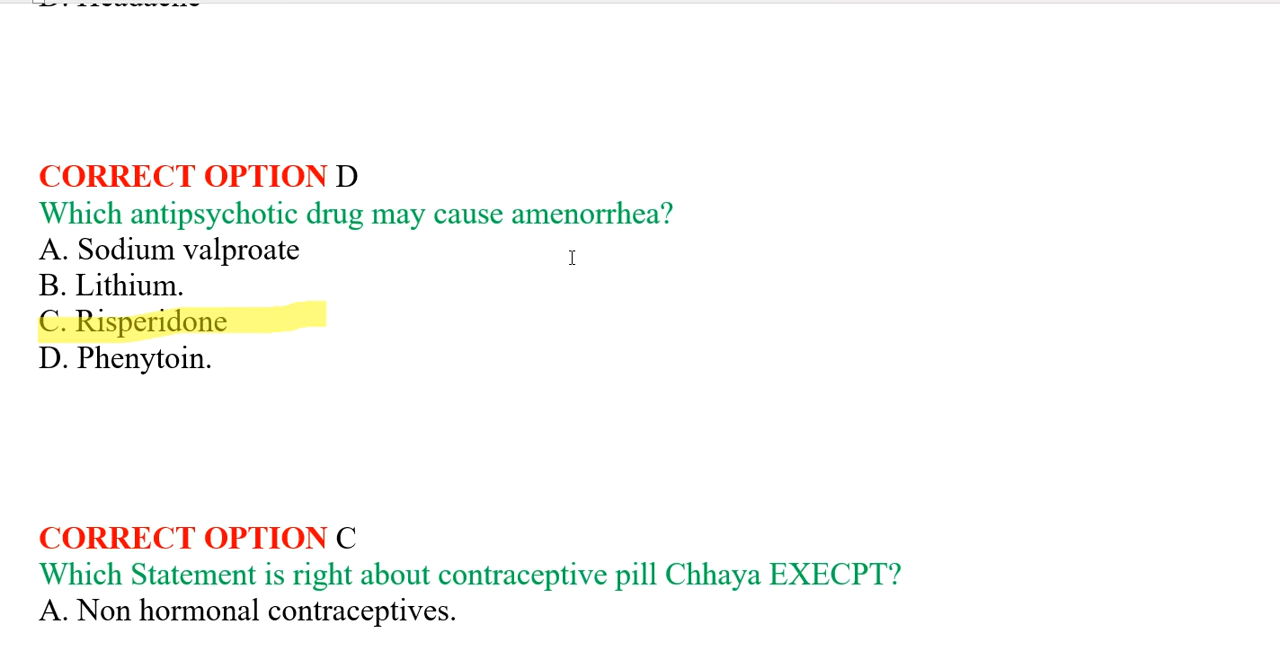 CORRECT OPTION D
Which antipsychotic drug may cause amenorrhea?
A. Sodium valproate
B. Lithium.
C. Risperidone
D. Phenytoin.
CORRECT OPTION C
Which Statement is right about contraceptive pill Chhaya EXECPT?
A. Non hormonal contraceptives.